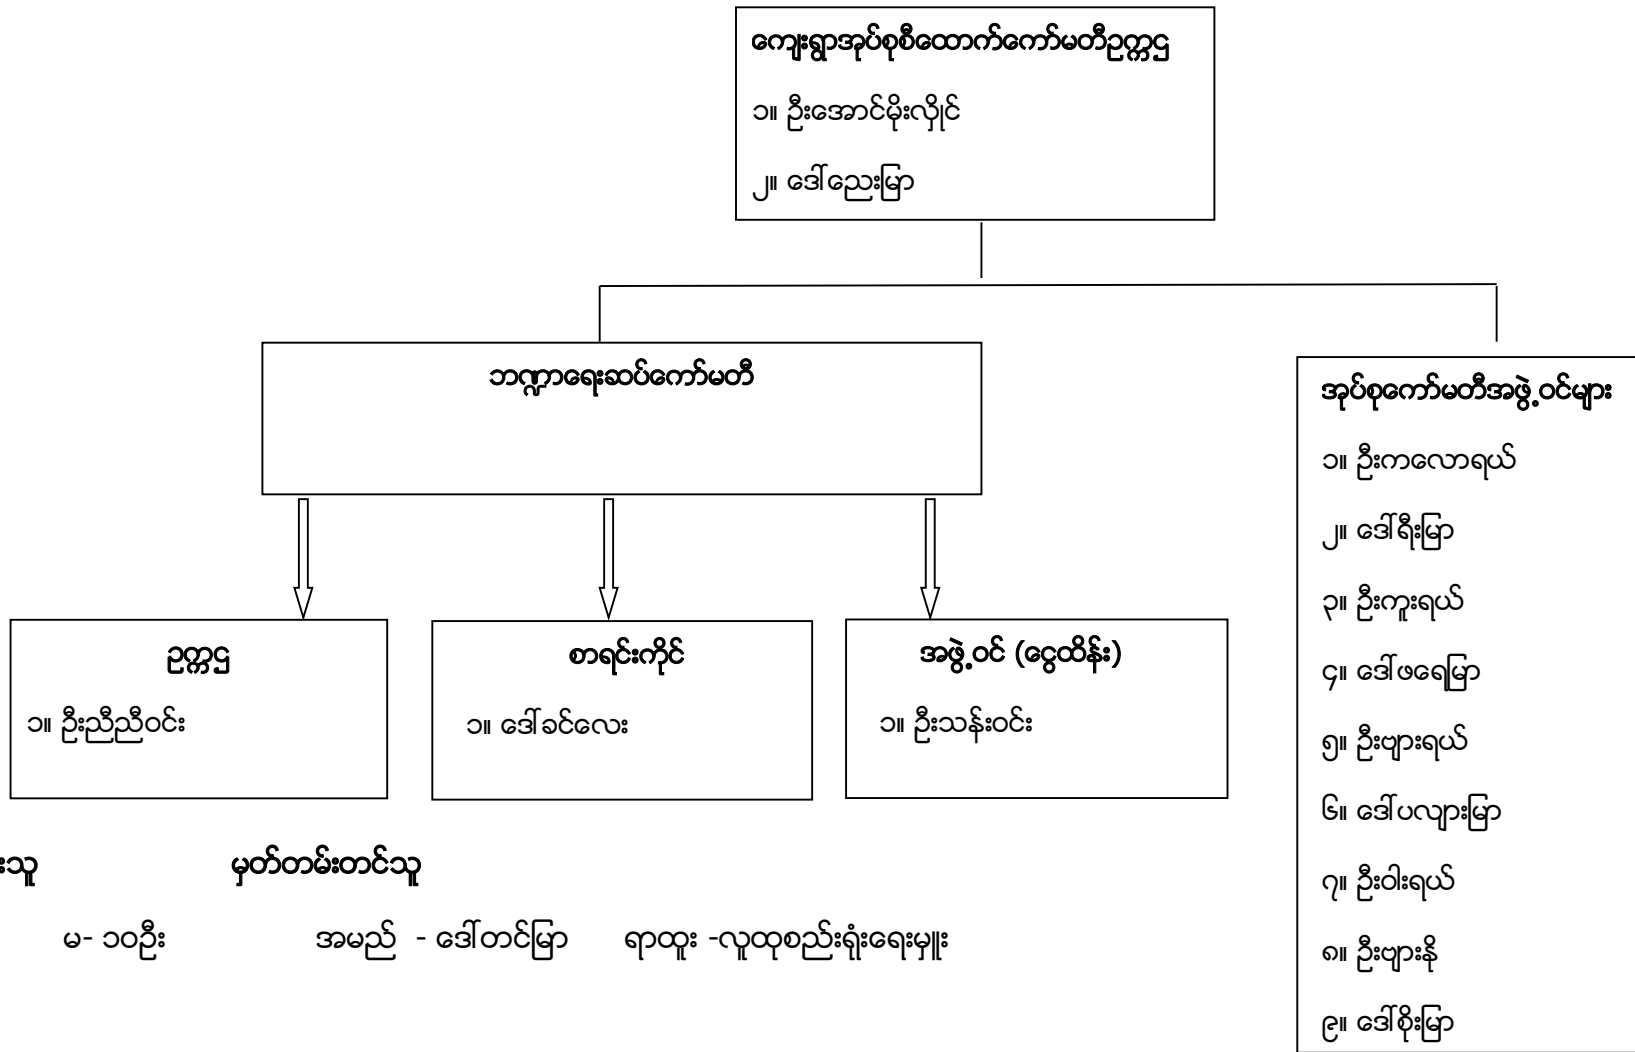 ကျေးရွာအုပ်စုစီထောက်ကော်မတီဥက္ကဌ
၁။ ဦးအောင်မိုးလှိုင်
၂။ ဒေါ်ညေးမြာ
ဘဏ္ဍာရေးဆပ်ကော်မတီ
အုပ်စုကော်မတီအဖွဲ့ဝင်များ
၁။ ဦးကလောရယ်
၂။ ဒေါ်ရီးမြာ
၃။ ဦးကူးရယ်
၄။ ဒေါ်ဖရေမြာ
၅။ ဦးဗျားရယ်
၆။ ဒေါ်ပလျားမြာ
၇။ ဦးဝါးရယ်
၈။ ဦးဗျားနို
၉။ ဒေါ်စိုးမြာ
ဥက္ကဌ
၁။ ဦးညီညီဝင်း
စာရင်းကိုင်
၁။ ဒေါ်ခင်လေး
အဖွဲ့ဝင် (ငွေထိန်း)
၁။ ဦးသန်းဝင်း
မှတ်တမ်းတင်သူ
မ- ၁၀ဦး အမည် - ဒေါ်တင်မြာ ရာထူး -လူထုစည်းရုံးရေးမှူး